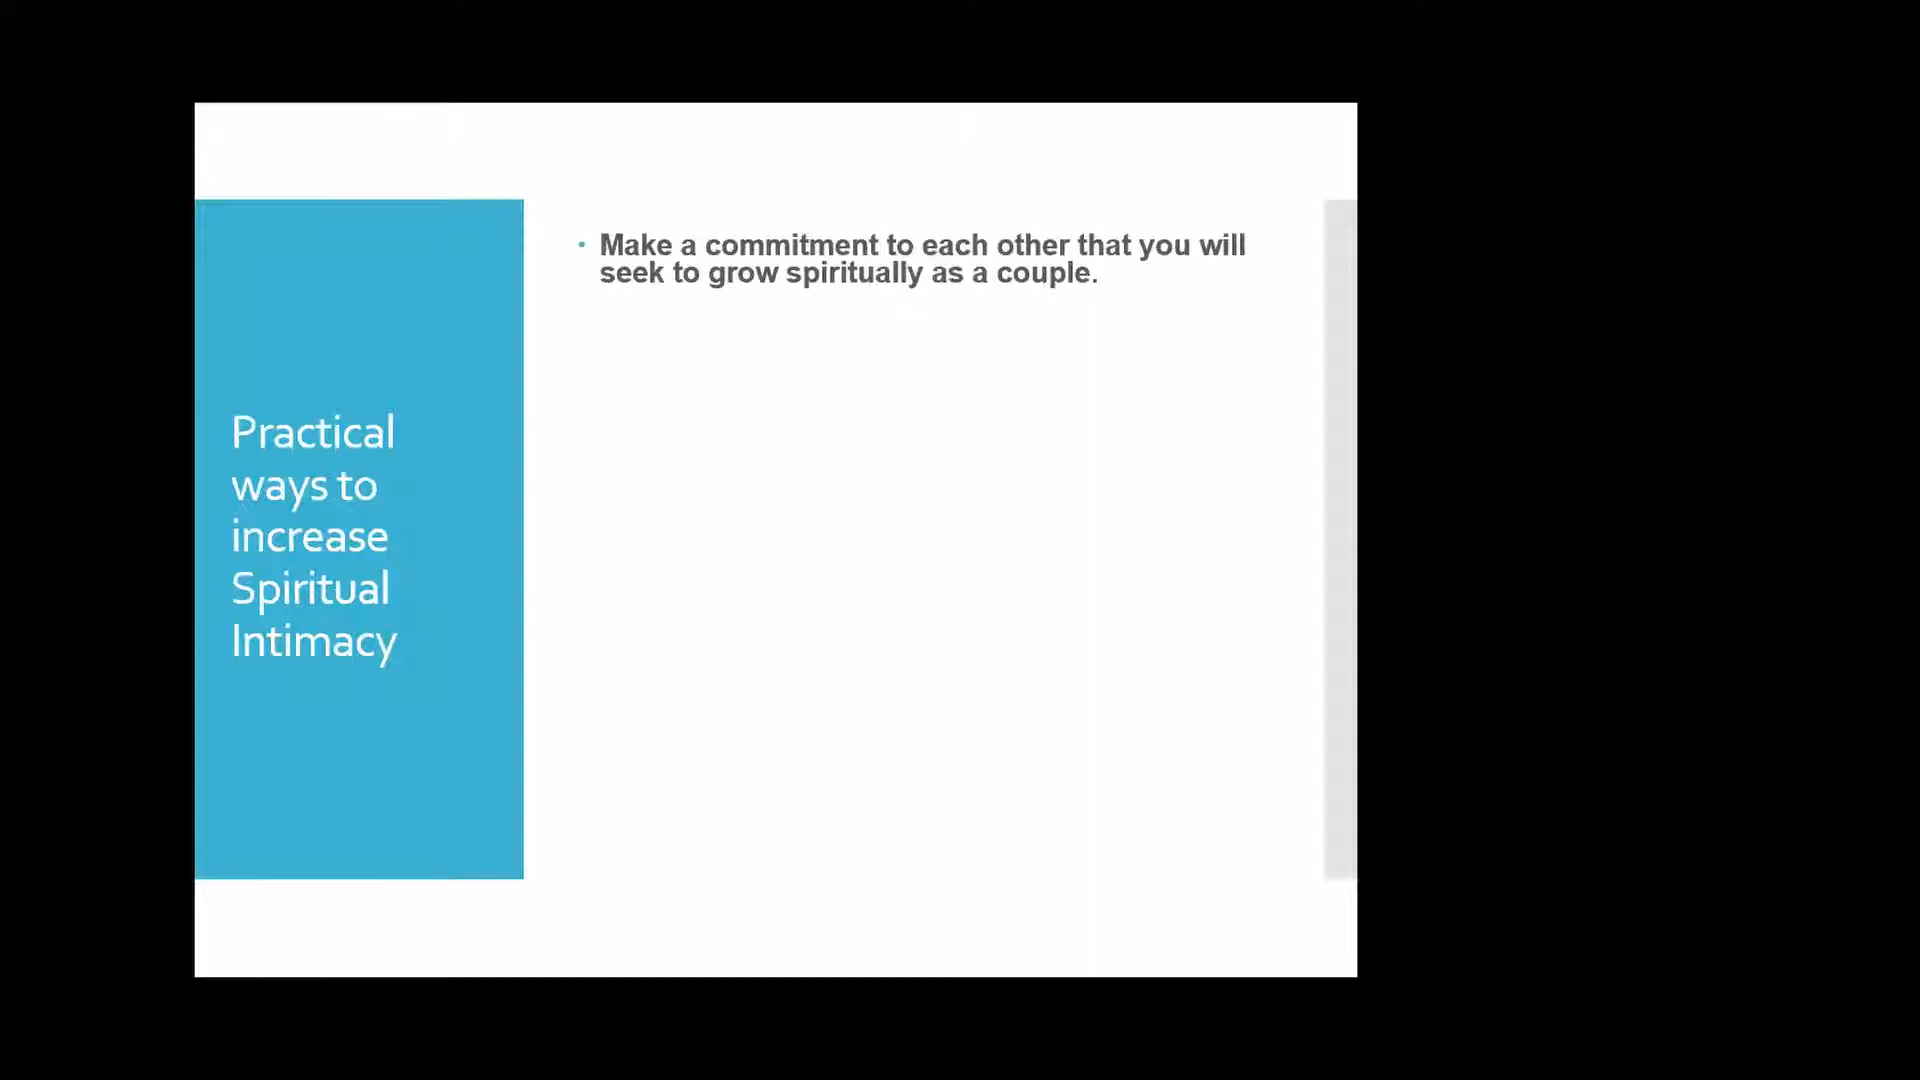 Practical
ways to
increase
Spiritual
Intimacy
• Make a commitment to each other that you will
seek to grow spiritually as a couple.